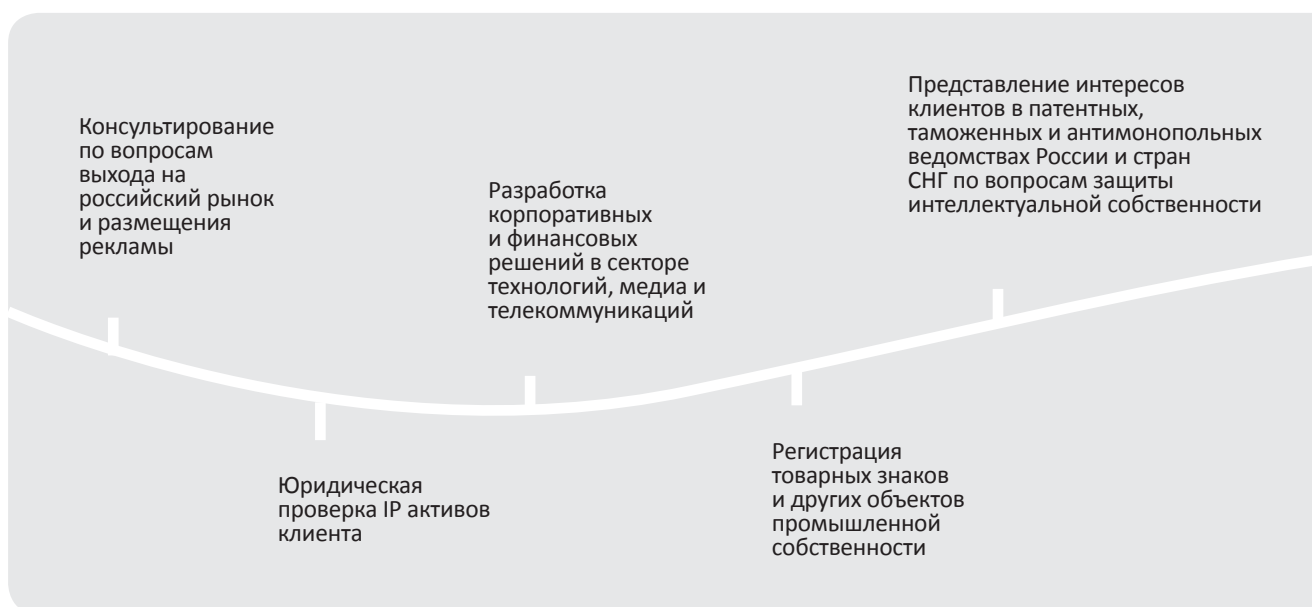 Консультирование
по вопросам
выхода на
российский рынок
и размещения
рекламы
Юридическая
проверка IP активов
клиента
Разработка
корпоративных
и финансовых
решений в секторе
технологий, медиа и
телекоммуникаций
Регистрация
товарных знаков
и других объектов
промышленной
собственности
Представление интересов
клиентов в патентных,
таможенных и антимонопольных
ведомствах России и стран
СНГ по вопросам защиты
интеллектуальной собственности